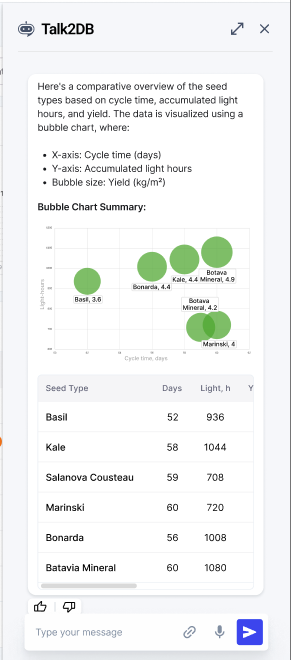 Talk2DB
Here's a comparative overview of the seed
types based on cycle time, accumulated light
hours, and yield. The data is visualized using a
bubble chart, where:
• X-axis: Cycle time (days)
• Y-axis: Accumulated light hours
• Bubble size: Yield (kg/m²)
Bubble Chart Summary:
Light-hours
Basil, 3.6
Bonarda, 4.4
Kale, 4.4
Botava
Mineral, 4.9
Botava
Mineral, 4.2
Marinski, 4
Cycle time, days
Seed Type Days Light, h Y
Basil 52 936
Kale 58 1044
Salanova Cousteau 59 708
Marinski 60 720
Bonarda 56 1008
Batavia Mineral 60 1080
Type your message